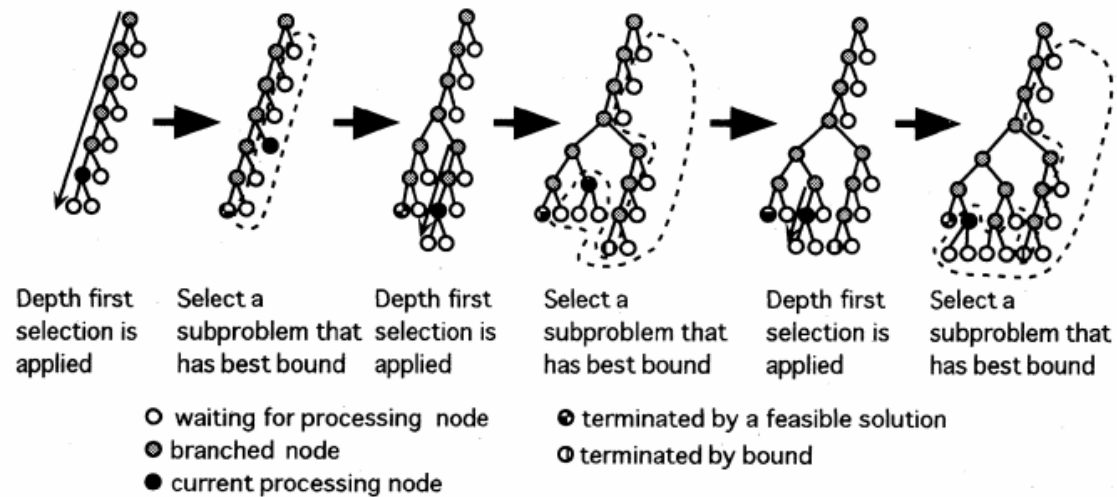 Depth first
selection is
applied
Select a
subproblem that
has best bound
Depth first
selection is
applied
Select a
subproblem that
has best bound
Depth first
selection is
applied
Select a
subproblem that
has best bound
waiting for processing node
branched node
current processing node
terminated by a feasible solution
terminated by bound